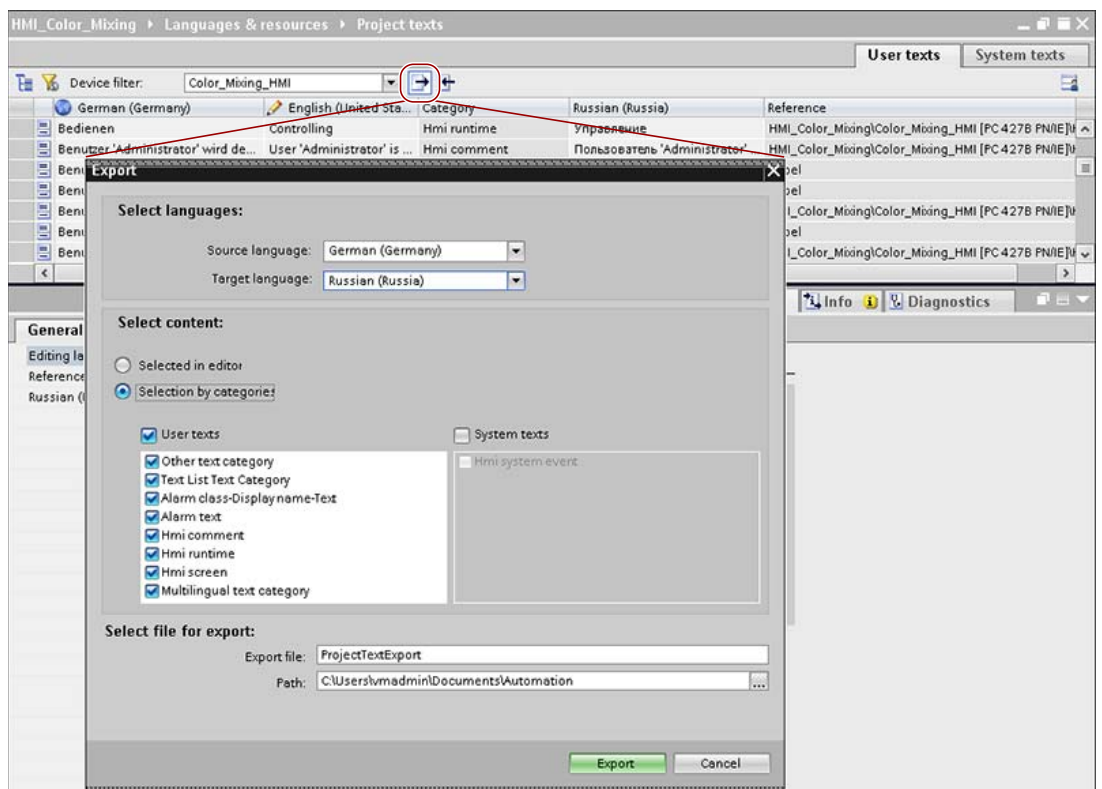 HMI_Color_Mixing ▸ Languages & resources ▸ Project texts
User texts System texts
Device filter: Color_Mixing_HMI
German (Germany) English (United Sta... Category Russian (Russia) Reference
Bedienen Controlling Hmi runtime Управление HMI_Color_Mixing\Color_Mixing_HMI [PC 427B PN/IE]\
Benutzer 'Administrator' wird de... User 'Administrator' is ... Hmi comment Пользователь 'Administrator' HMI_Color_Mixing\Color_Mixing_HMI [PC 427B PN/IE]\
Export
Select languages:
Source language: German (Germany)
Target language: Russian (Russia)
Info Diagnostics
General
Select content:
Editing la
Selected in editor
Reference
Selection by categories
Russian (
User texts System texts
Other text category Hmi system event
Text List Text Category
Alarm class-Display name-Text
Alarm text
Hmi comment
Hmi runtime
Hmi screen
Multilingual text category
Select file for export:
Export file: ProjectTextExport
Path: C:\Users\vmadmin\Documents\Automation ...
Export Cancel